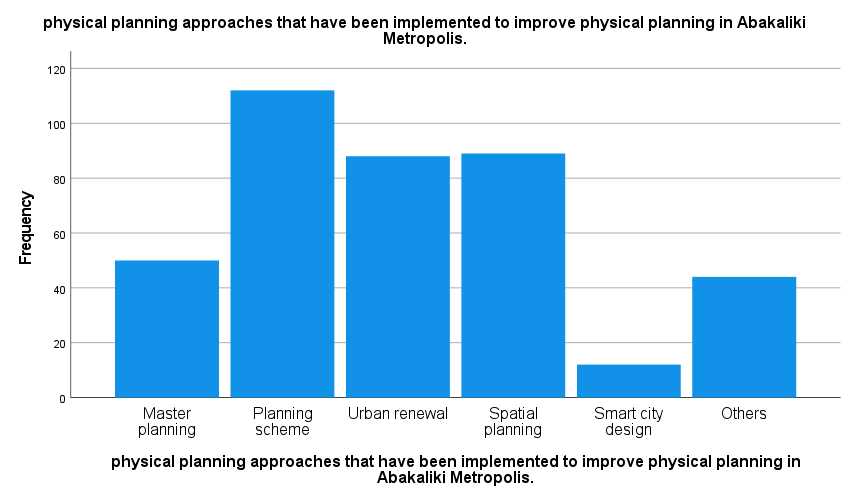 physical planning approaches that have been implemented to improve physical planning in Abakaliki
Metropolis.
120
100
80
60
40
20
0
Frequency
Master
planning
Planning
scheme
Urban renewal
Spatial
planning
Smart city
design
Others
physical planning approaches that have been implemented to improve physical planning in
Abakaliki Metropolis.